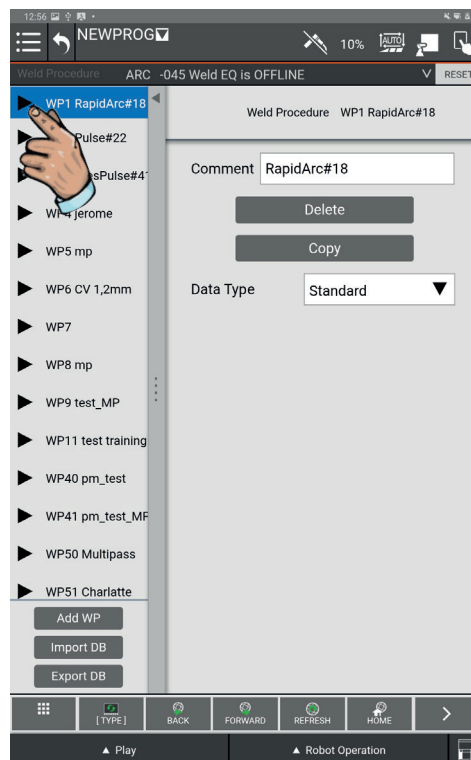 12:56
NEWPROG
10%
AUTO
Weld Procedure ARC -045 Weld EQ is OFFLINE
RESET
WP1 RapidArc#18
Weld Procedure WP1 RapidArc#18
Pulse#22
Comment RapidArc#18
esPulse#4
WP4 jerome
Delete
WP5 mp
Copy
WP6 CV 1,2mm
Data Type Standard
WP7
WP8 mp
WP9 test_MP
WP11 test training
WP40 pm_test
WP41 pm_test_MP
WP50 Multipass
WP51 Charlatte
Add WP
Import DB
Export DB
[ TYPE ]
BACK
FORWARD
REFRESH
HOME
Play
Robot Operation